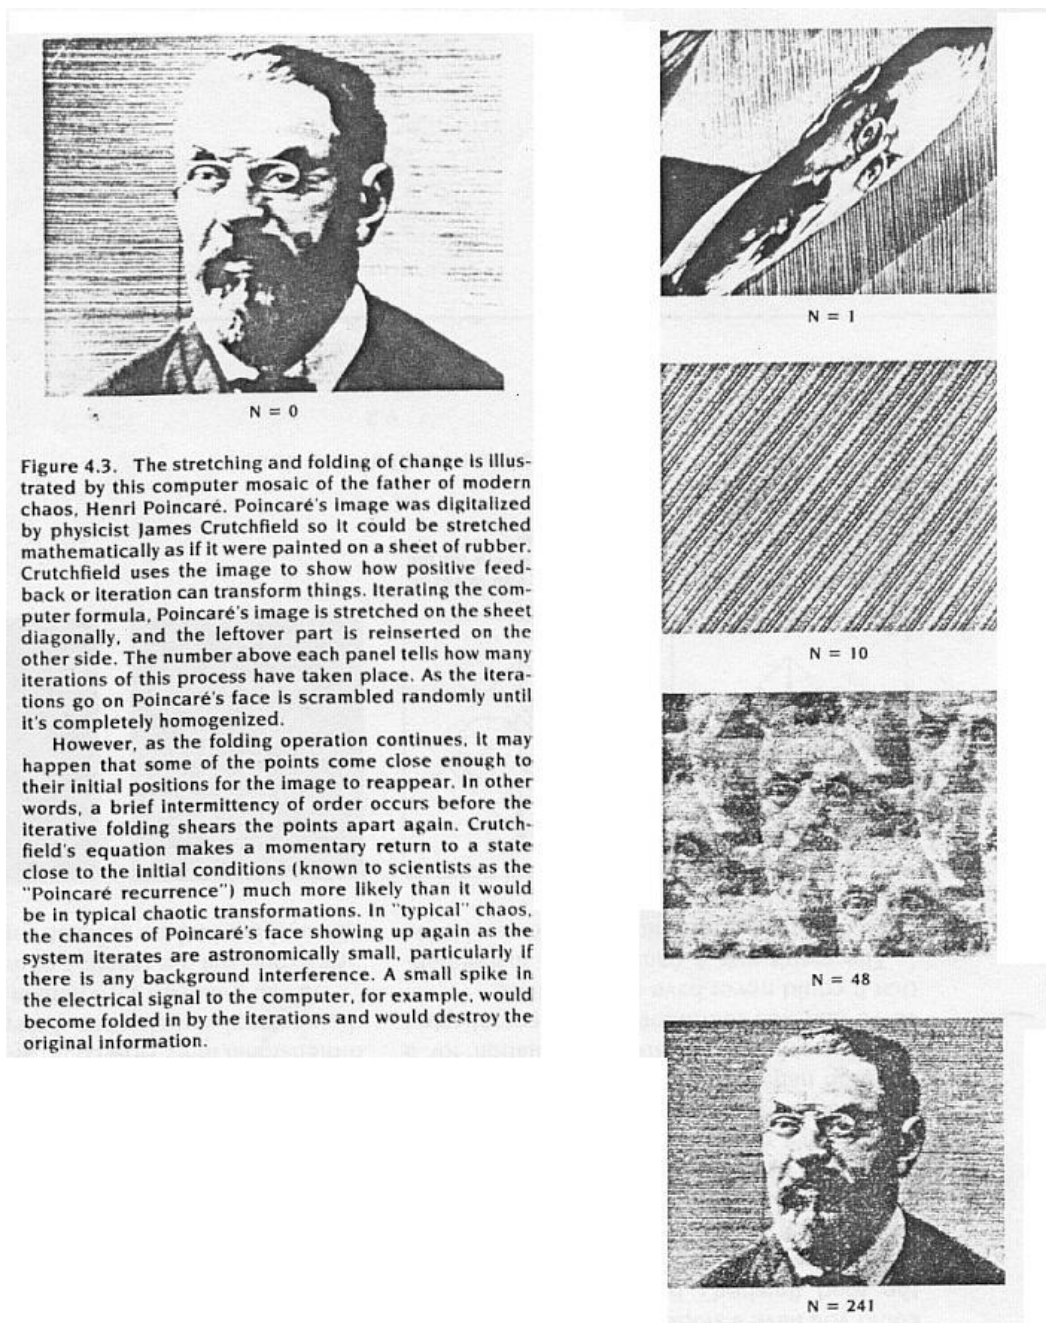 N = 0
Figure 4.3. The stretching and folding of change is illus-
trated by this computer mosaic of the father of modern
chaos, Henri Poincaré. Poincaré's image was digitalized
by physicist James Crutchfield so it could be stretched
mathematically as if it were painted on a sheet of rubber.
Crutchfield uses the image to show how positive feed-
back or iteration can transform things. Iterating the com-
puter formula, Poincaré's image is stretched on the sheet
diagonally, and the leftover part is reinserted on the
other side. The number above each panel tells how many
iterations of this process have taken place. As the itera-
tions go on Poincaré's face is scrambled randomly until
it's completely homogenized.
However, as the folding operation continues, it may
happen that some of the points come close enough to
their initial positions for the image to reappear. In other
words, a brief intermittency of order occurs before the
iterative folding shears the points apart again. Crutch-
field's equation makes a momentary return to a state
close to the initial conditions (known to scientists as the
"Poincaré recurrence") much more likely than it would
be in typical chaotic transformations. In "typical" chaos,
the chances of Poincaré's face showing up again as the
system iterates are astronomically small, particularly if
there is any background interference. A small spike in
the electrical signal to the computer, for example, would
become folded in by the iterations and would destroy the
original information.
N = 1
N = 10
N = 48
N = 241